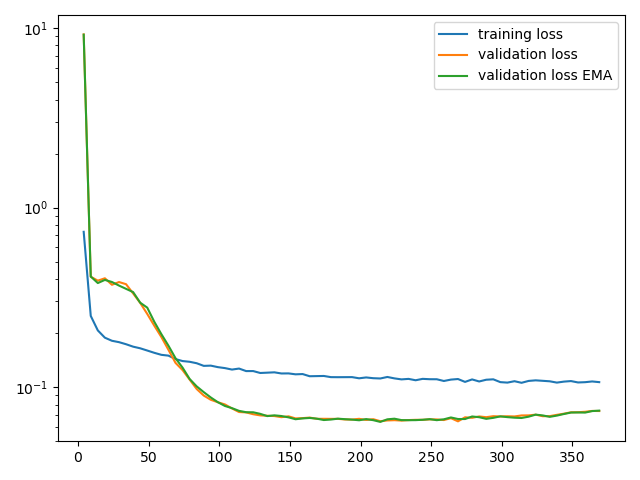 training loss
validation loss
validation loss EMA
10¹
10⁰
10⁻¹
0 50 100 150 200 250 300 350